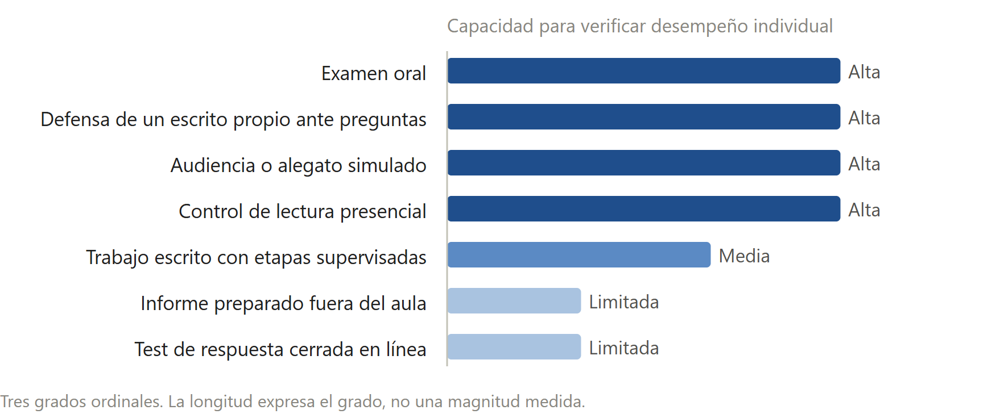 Capacidad para verificar desempeño individual
Examen oral Alta
Defensa de un escrito propio ante preguntas Alta
Audiencia o alegato simulado Alta
Control de lectura presencial Alta
Trabajo escrito con etapas supervisadas Media
Informe preparado fuera del aula Limitada
Test de respuesta cerrada en línea Limitada
Tres grados ordinales. La longitud expresa el grado, no una magnitud medida.